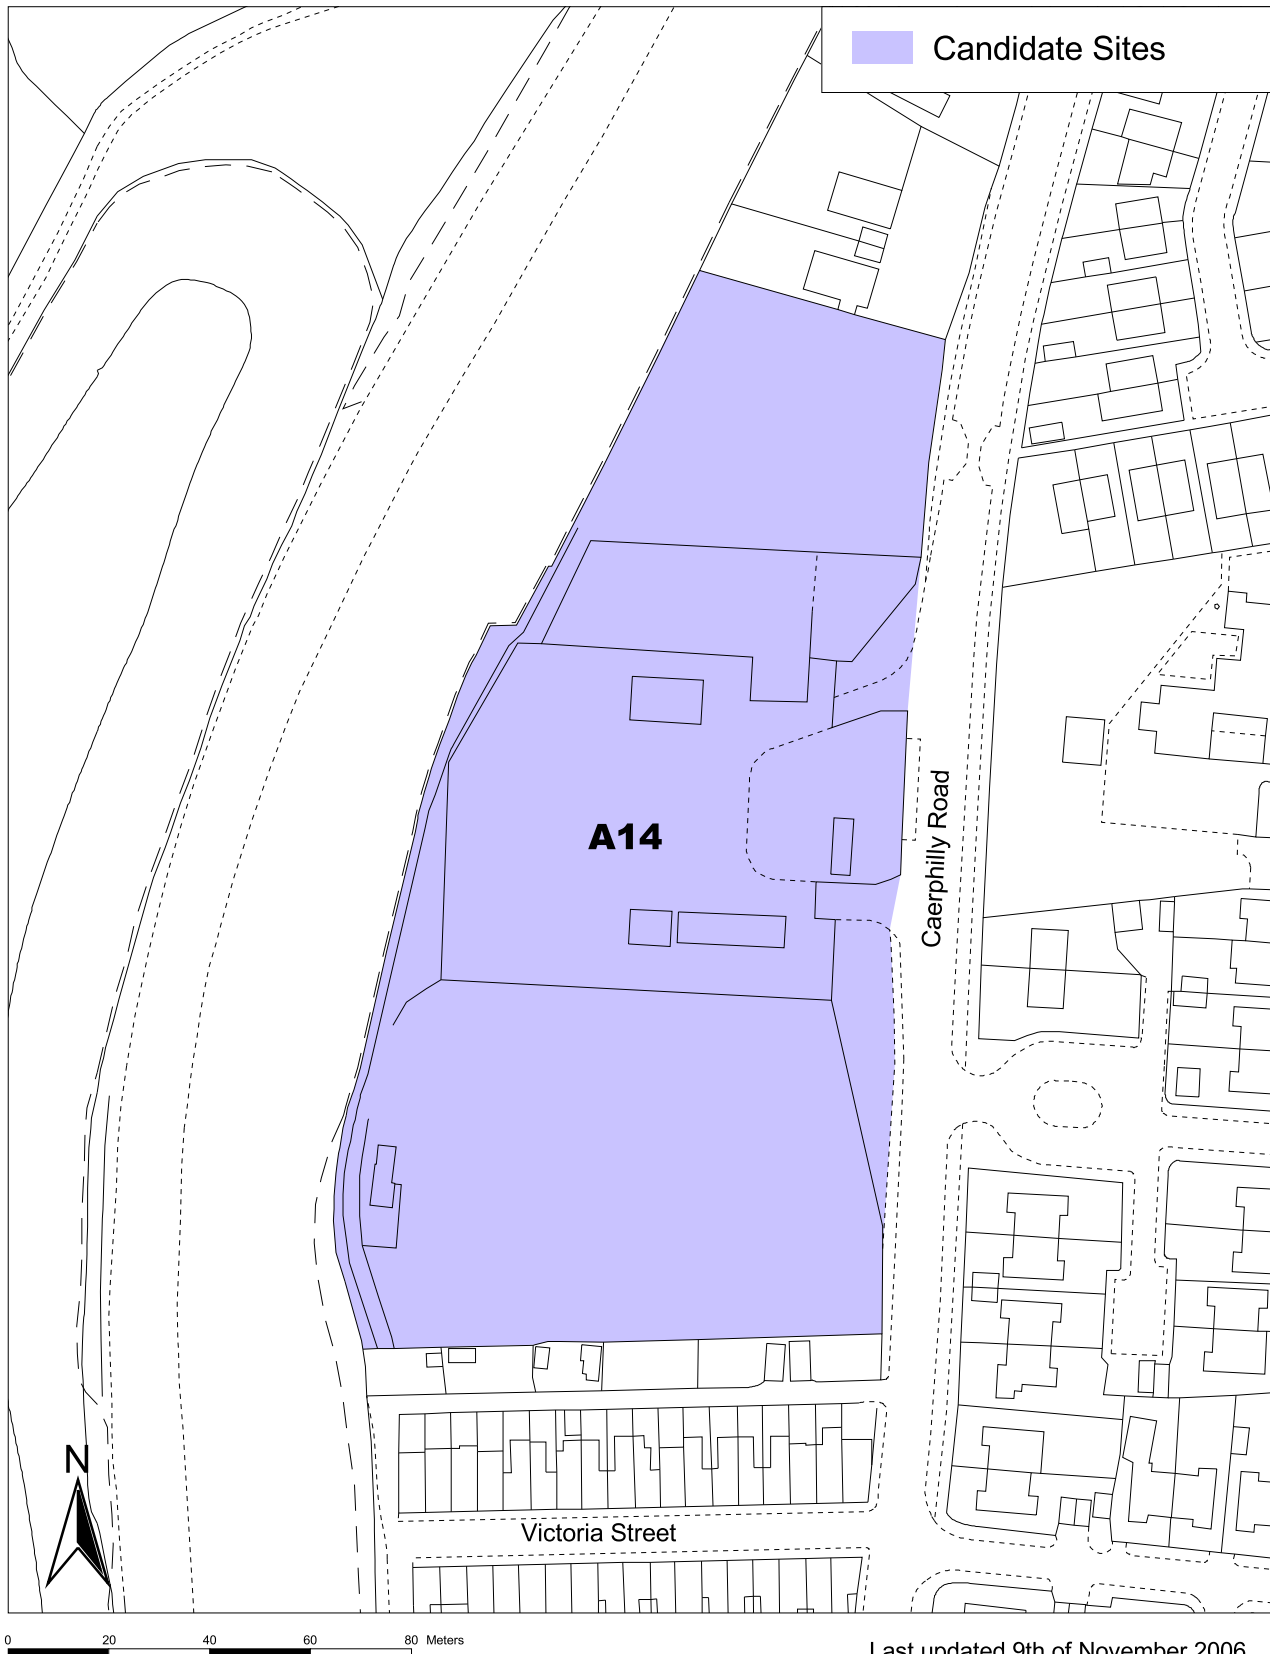 Candidate Sites
A14
Caerphilly Road
N
Victoria Street
0 20 40 60 80 Meters
Last updated 9th of November 2006